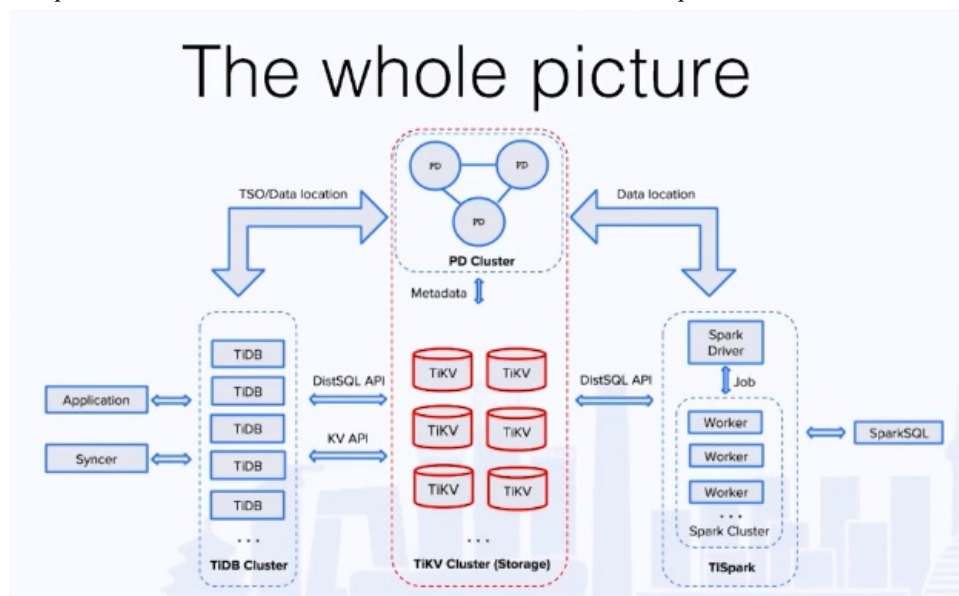 The whole picture
PD
PD
PD
PD Cluster
TSO/Data location
Data location
Metadata
TiDB
TiDB
TiDB
TiDB
TiDB
...
TiDB Cluster
Application
Syncer
DistSQL API
KV API
TiKV
TiKV
TiKV
TiKV
TiKV
TiKV
...
TiKV Cluster (Storage)
DistSQL API
Spark
Driver
Job
Worker
Worker
Worker
...
Spark Cluster
TiSpark
SparkSQL